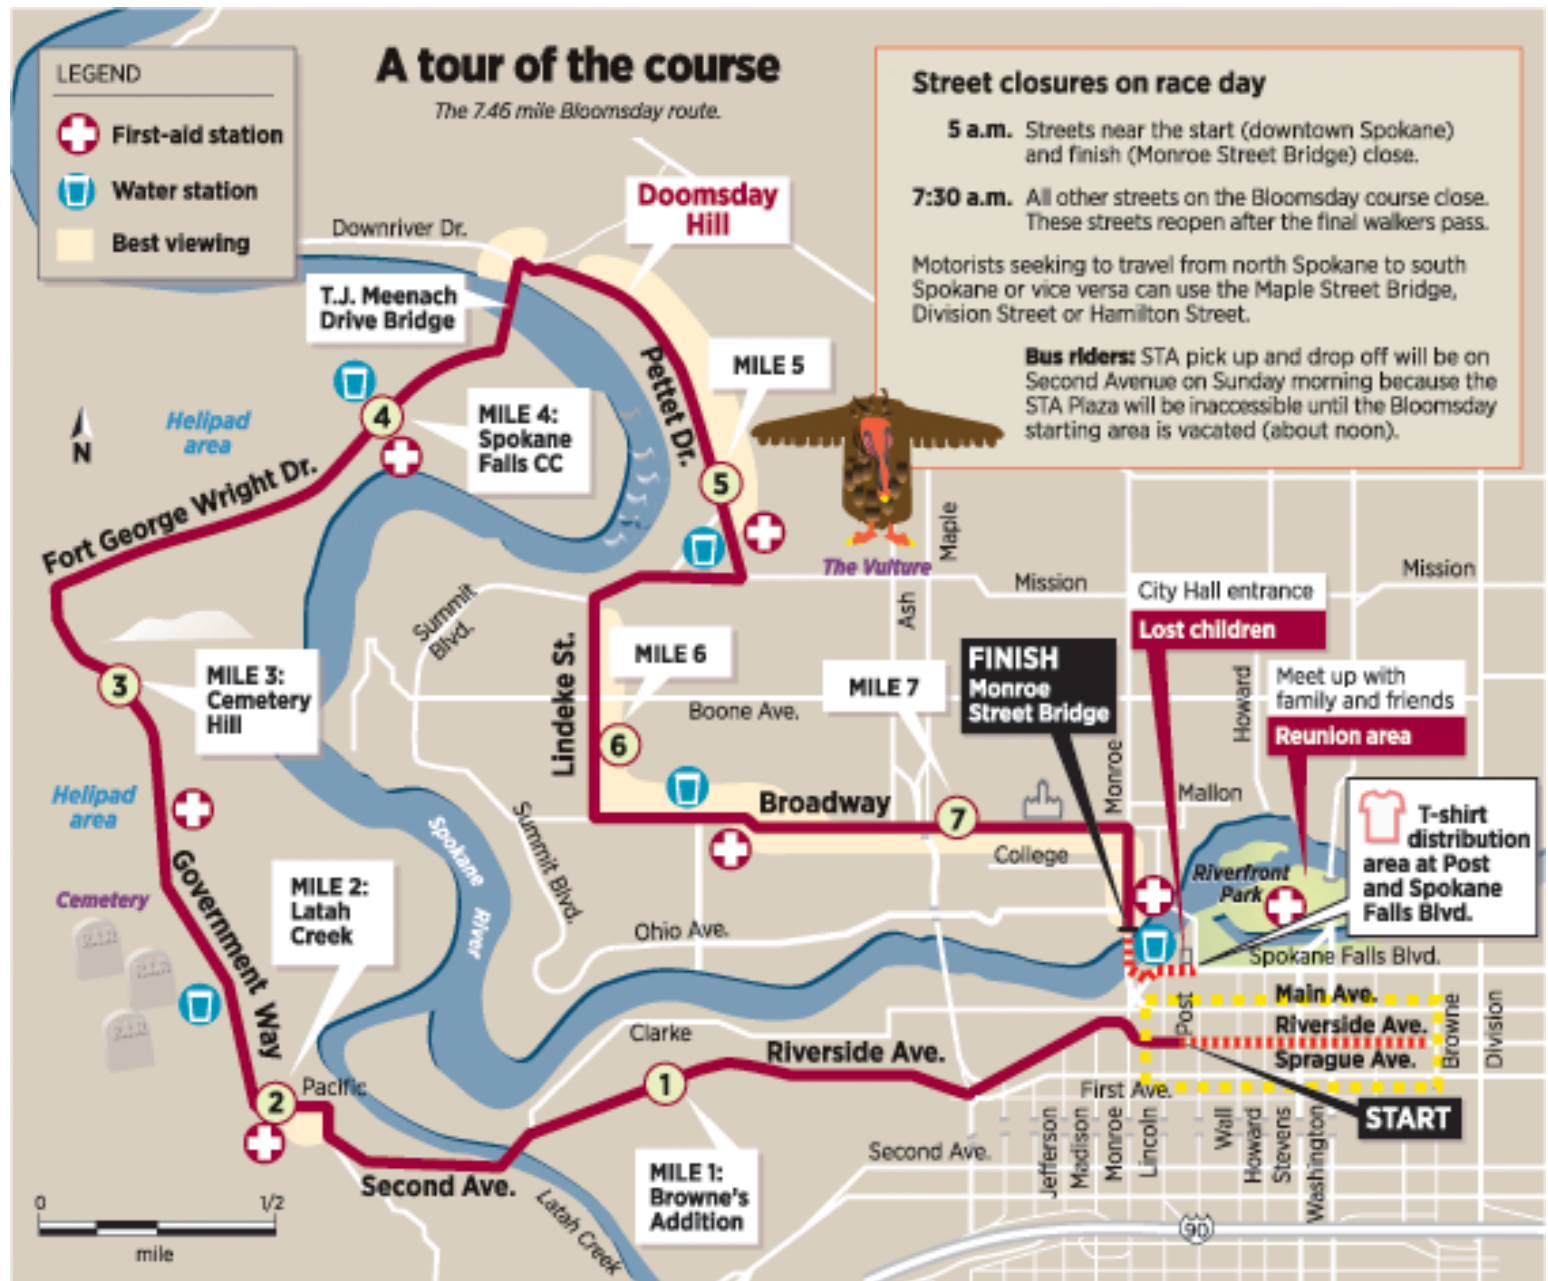 A tour of the course
The 7.46 mile Bloomsday route.
LEGEND
First-aid station
Water station
Best viewing
Street closures on race day
5 a.m. Streets near the start (downtown Spokane)
and finish (Monroe Street Bridge) close.
7:30 a.m. All other streets on the Bloomsday course close.
These streets reopen after the final walkers pass.
Motorists seeking to travel from north Spokane to south
Spokane or vice versa can use the Maple Street Bridge,
Division Street or Hamilton Street.
Bus riders: STA pick up and drop off will be on
Second Avenue on Sunday morning because the
STA Plaza will be inaccessible until the Bloomsday
starting area is vacated (about noon).
Doomsday
Hill
Downriver Dr.
T.J. Meenach
Drive Bridge
Pettet Dr.
MILE 5
4
MILE 4:
Spokane
Falls CC
Helipad
area
N
Fort George Wright Dr.
5
The Vulture
Maple
Ash
Mission
Mission
City Hall entrance
Lost children
Summit
Blvd.
Lindeke St.
MILE 6
MILE 7
FINISH
Monroe
Street Bridge
Howard
Meet up with
family and friends
Reunion area
3
MILE 3:
Cemetery
Hill
Boone Ave.
6
Monroe
Mallon
Helipad
area
Broadway
7
College
T-shirt
distribution
area at Post
and Spokane
Falls Blvd.
Riverfront
Park
Spokane
River
Summit Blvd.
Government Way
Cemetery
R.I.P.
R.I.P.
R.I.P.
MILE 2:
Latah
Creek
Ohio Ave.
Spokane Falls Blvd.
Main Ave.
Post
Riverside Ave.
Sprague Ave.
Browne
Division
Clarke
Riverside Ave.
1
2
Pacific
First Ave.
START
Second Ave.
Second Ave.
MILE 1:
Browne's
Addition
Latah Creek
Jefferson
Madison
Monroe
Lincoln
Wall
Howard
Stevens
Washington
90
0
1/2
mile